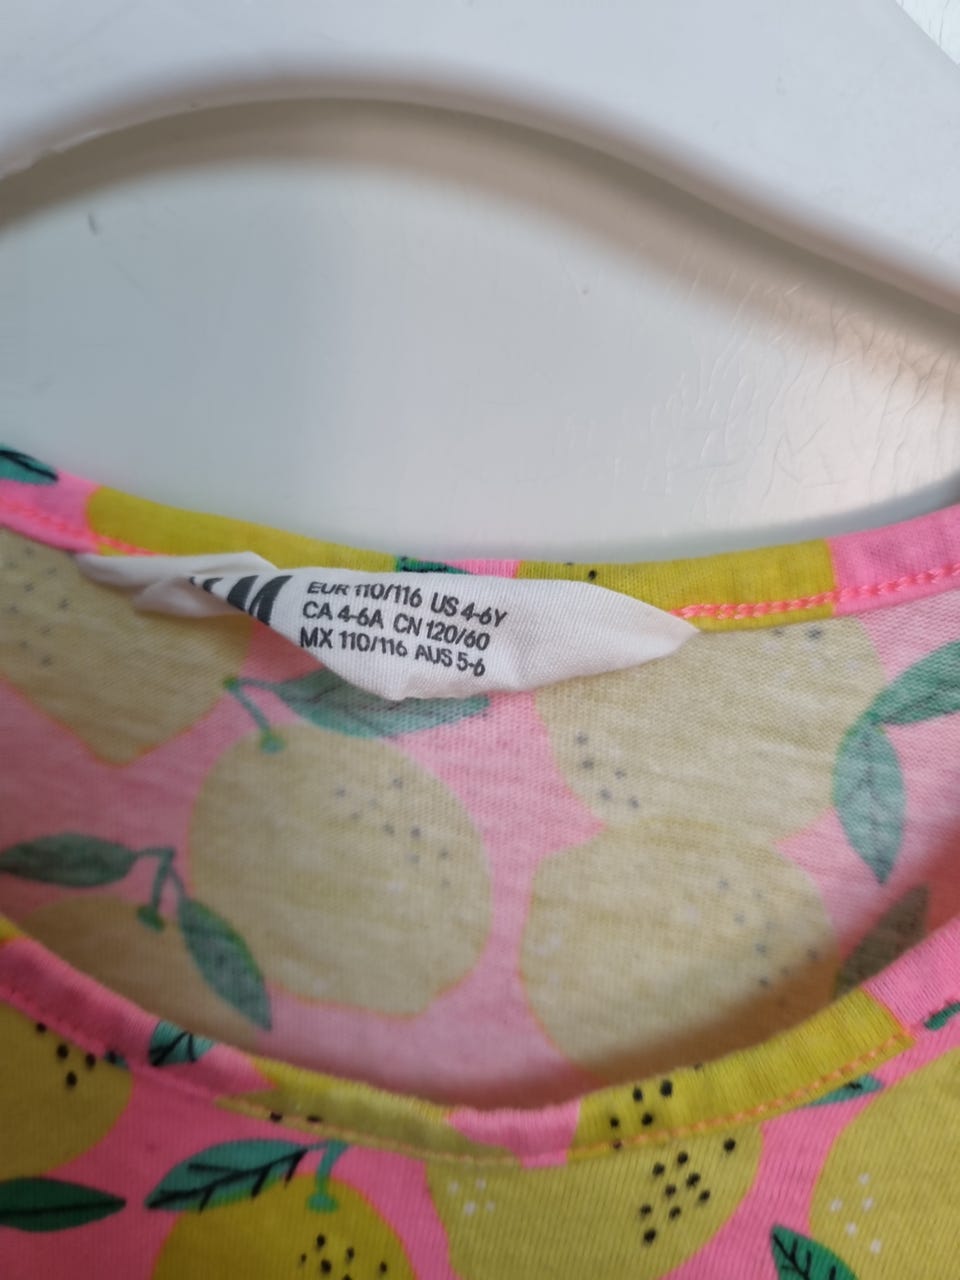 M
EUR 110/116 US 4-6Y
CA 4-6A CN 120/60
MX 110/116 AUS 5-6